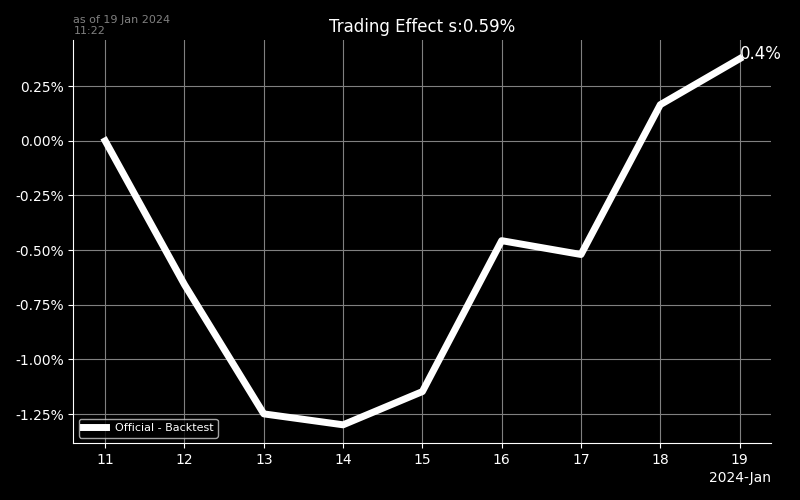 as of 19 Jan 2024
11:22
Trading Effect s:0.59%
0.4%
0.25%
0.00%
-0.25%
-0.50%
-0.75%
-1.00%
-1.25%
Official - Backtest
11 12 13 14 15 16 17 18 19
2024-Jan